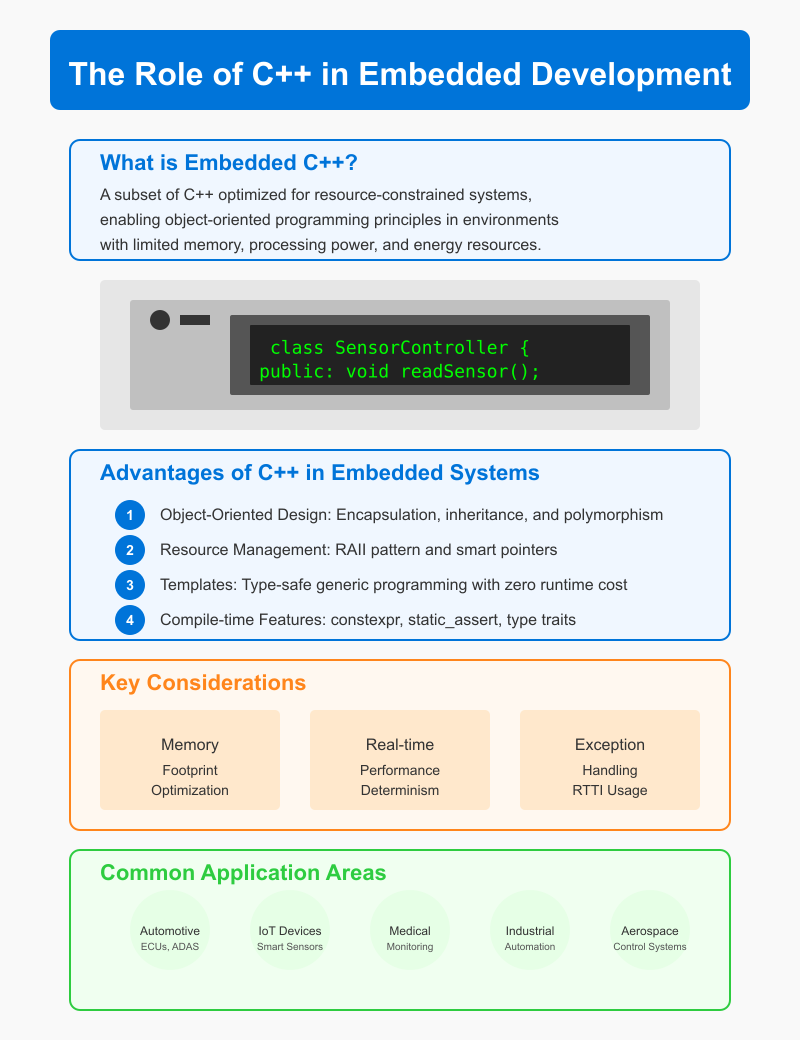 The Role of C++ in Embedded Development
What is Embedded C++?
A subset of C++ optimized for resource-constrained systems,
enabling object-oriented programming principles in environments
with limited memory, processing power, and energy resources.
class SensorController {
public: void readSensor();
Advantages of C++ in Embedded Systems
1 Object-Oriented Design: Encapsulation, inheritance, and polymorphism
2 Resource Management: RAII pattern and smart pointers
3 Templates: Type-safe generic programming with zero runtime cost
4 Compile-time Features: constexpr, static_assert, type traits
Key Considerations
Memory
Footprint
Optimization
Real-time
Performance
Determinism
Exception
Handling
RTTI Usage
Common Application Areas
Automotive
ECUs, ADAS
IoT Devices
Smart Sensors
Medical
Monitoring
Industrial
Automation
Aerospace
Control Systems